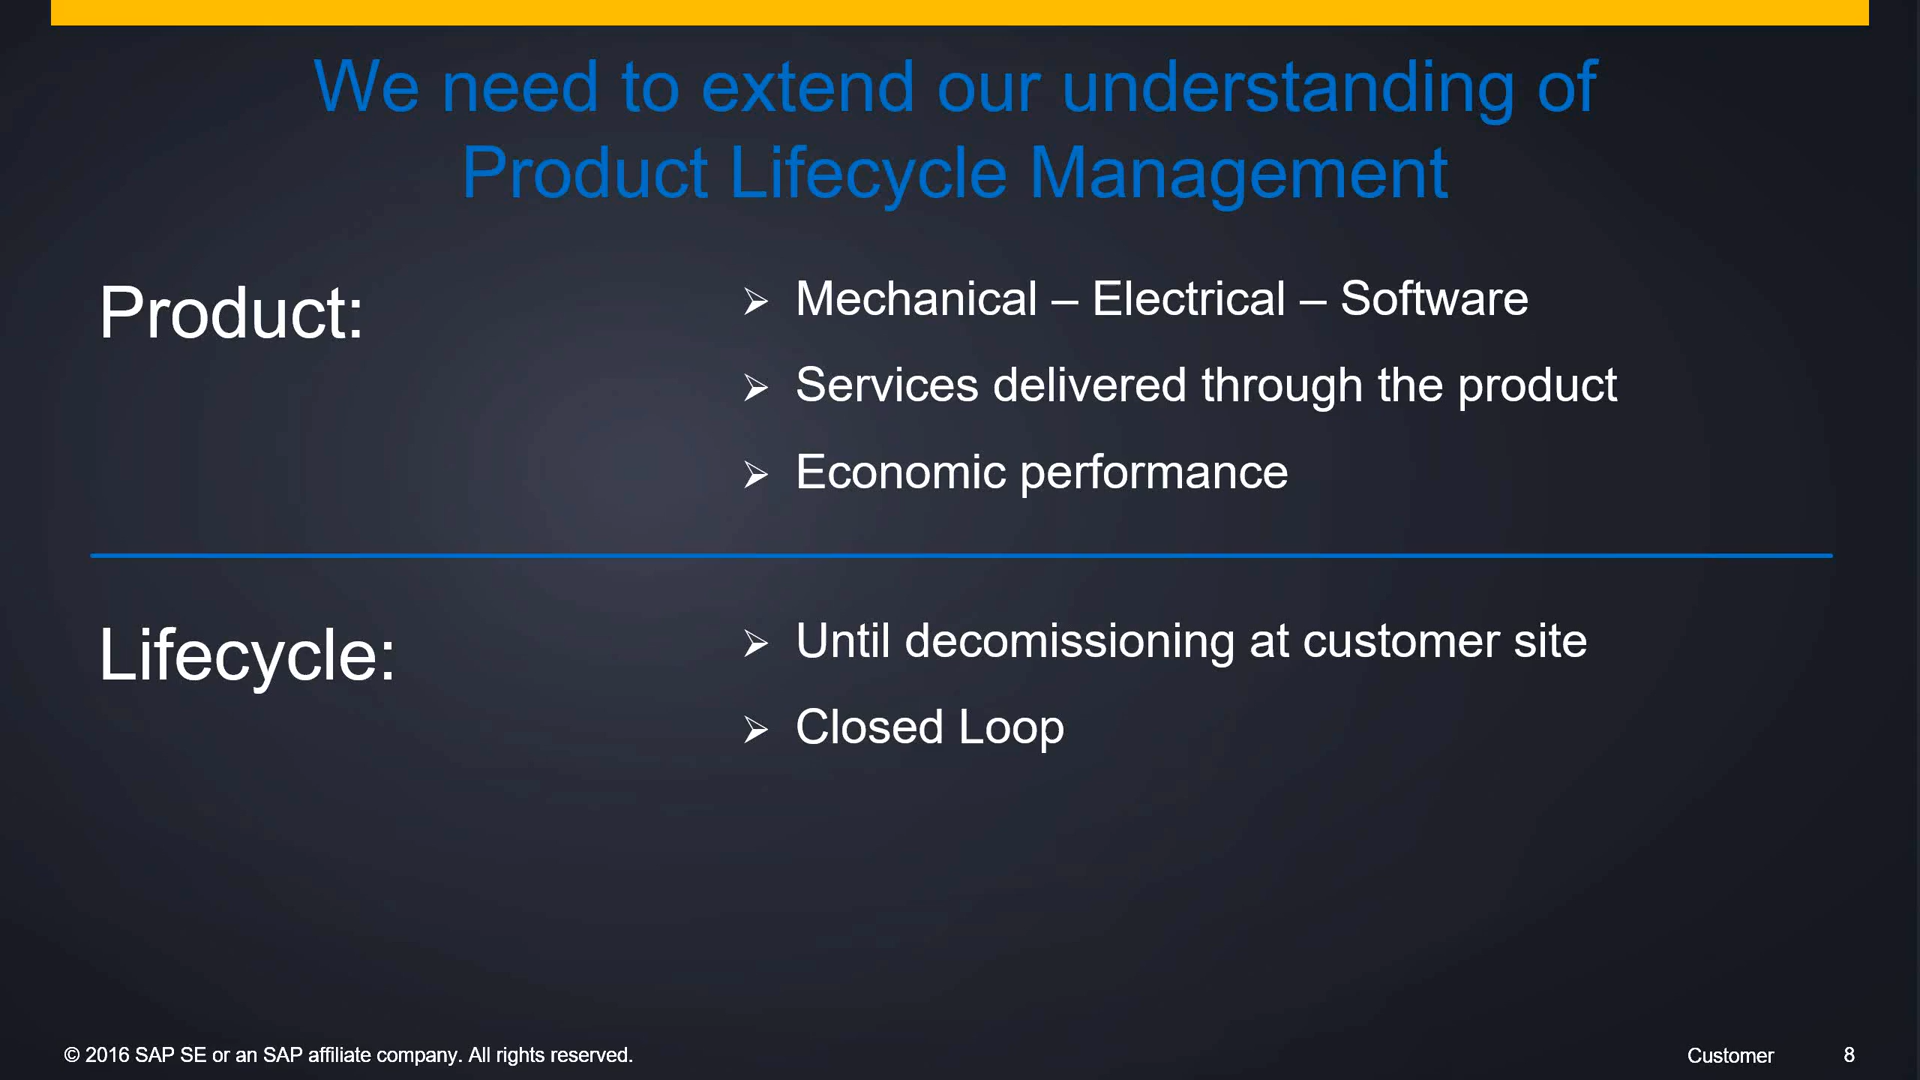 We need to extend our understanding of
Product Lifecycle Management
Product:
➢ Mechanical – Electrical – Software
➢ Services delivered through the product
➢ Economic performance
Lifecycle:
➢ Until decomissioning at customer site
➢ Closed Loop
© 2016 SAP SE or an SAP affiliate company. All rights reserved.
Customer 8